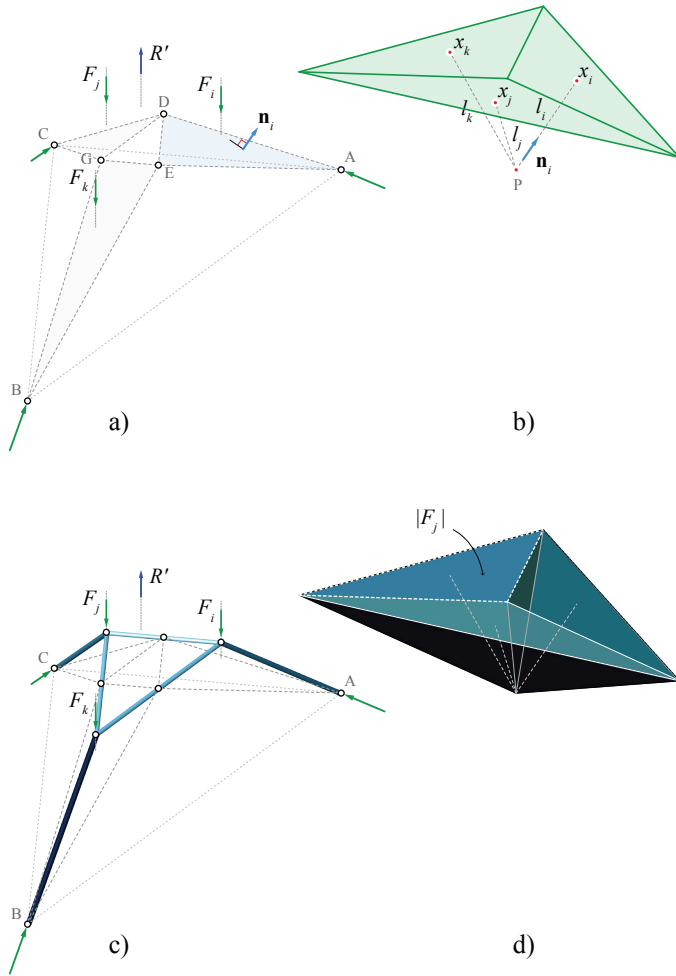 R′
F_j
F_i
D
n_i
C
G
E
A
F_k
B
a)
x_k
x_i
x_j
l_k
l_i
l_j
n_i
P
b)
R′
F_j
F_i
C
A
F_k
B
c)
|F_j|
d)